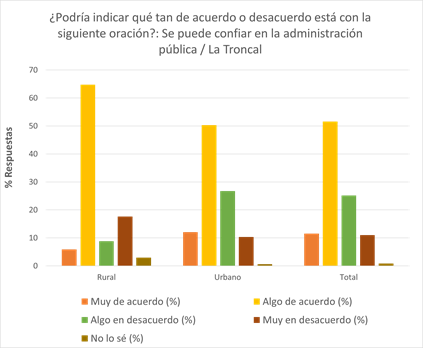 ¿Podría indicar qué tan de acuerdo o desacuerdo está con la
siguiente oración?: Se puede confiar en la administración
pública / La Troncal
% Respuestas
70
60
50
40
30
20
10
0
Rural Urbano Total
Muy de acuerdo (%) Algo de acuerdo (%)
Algo en desacuerdo (%) Muy en desacuerdo (%)
No lo sé (%)